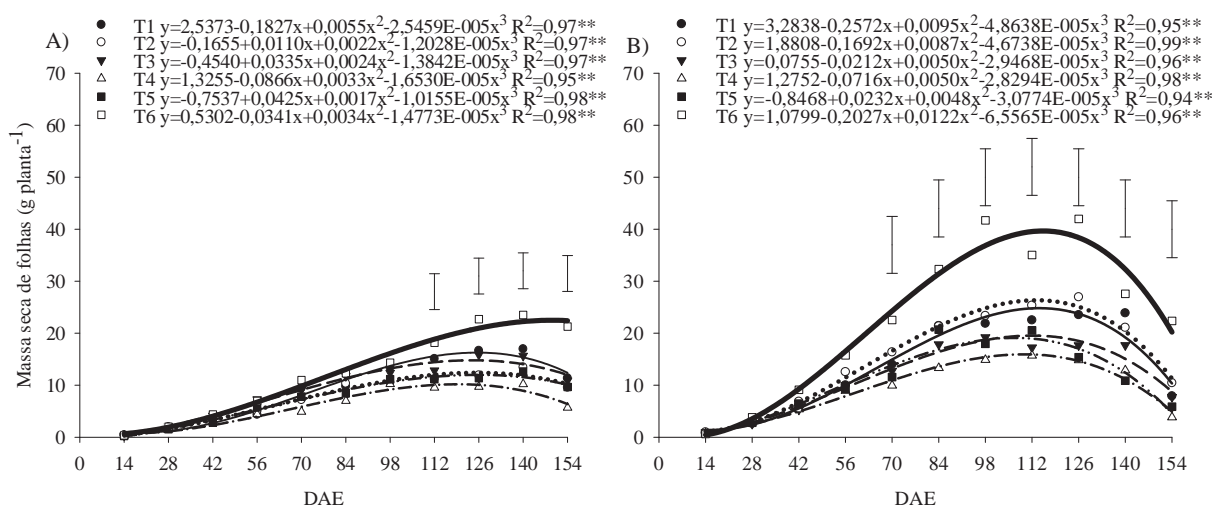 A)
● T1 y=2,5373-0,1827x+0,0055x²-2,5459E-005x³ R²=0,97**
○ T2 y=-0,1655+0,0110x+0,0022x²-1,2028E-005x³ R²=0,97**
▼ T3 y=-0,4540+0,0335x+0,0024x²-1,3842E-005x³ R²=0,97**
△ T4 y=1,3255-0,0866x+0,0033x²-1,6530E-005x³ R²=0,95**
■ T5 y=-0,7537+0,0425x+0,0017x²-1,0155E-005x³ R²=0,98**
□ T6 y=0,5302-0,0341x+0,0034x²-1,4773E-005x³ R²=0,98**
Massa seca de folhas (g planta⁻¹)
70
60
50
40
30
20
10
0
0 14 28 42 56 70 84 98 112 126 140 154
DAE
B)
● T1 y=3,2838-0,2572x+0,0095x²-4,8638E-005x³ R²=0,95**
○ T2 y=1,8808-0,1692x+0,0087x²-4,6738E-005x³ R²=0,99**
▼ T3 y=0,0755-0,0212x+0,0050x²-2,9468E-005x³ R²=0,96**
△ T4 y=1,2752-0,0716x+0,0050x²-2,8294E-005x³ R²=0,98**
■ T5 y=-0,8468+0,0232x+0,0048x²-3,0774E-005x³ R²=0,94**
□ T6 y=1,0799-0,2027x+0,0122x²-6,5565E-005x³ R²=0,96**
70
60
50
40
30
20
10
0
0 14 28 42 56 70 84 98 112 126 140 154
DAE